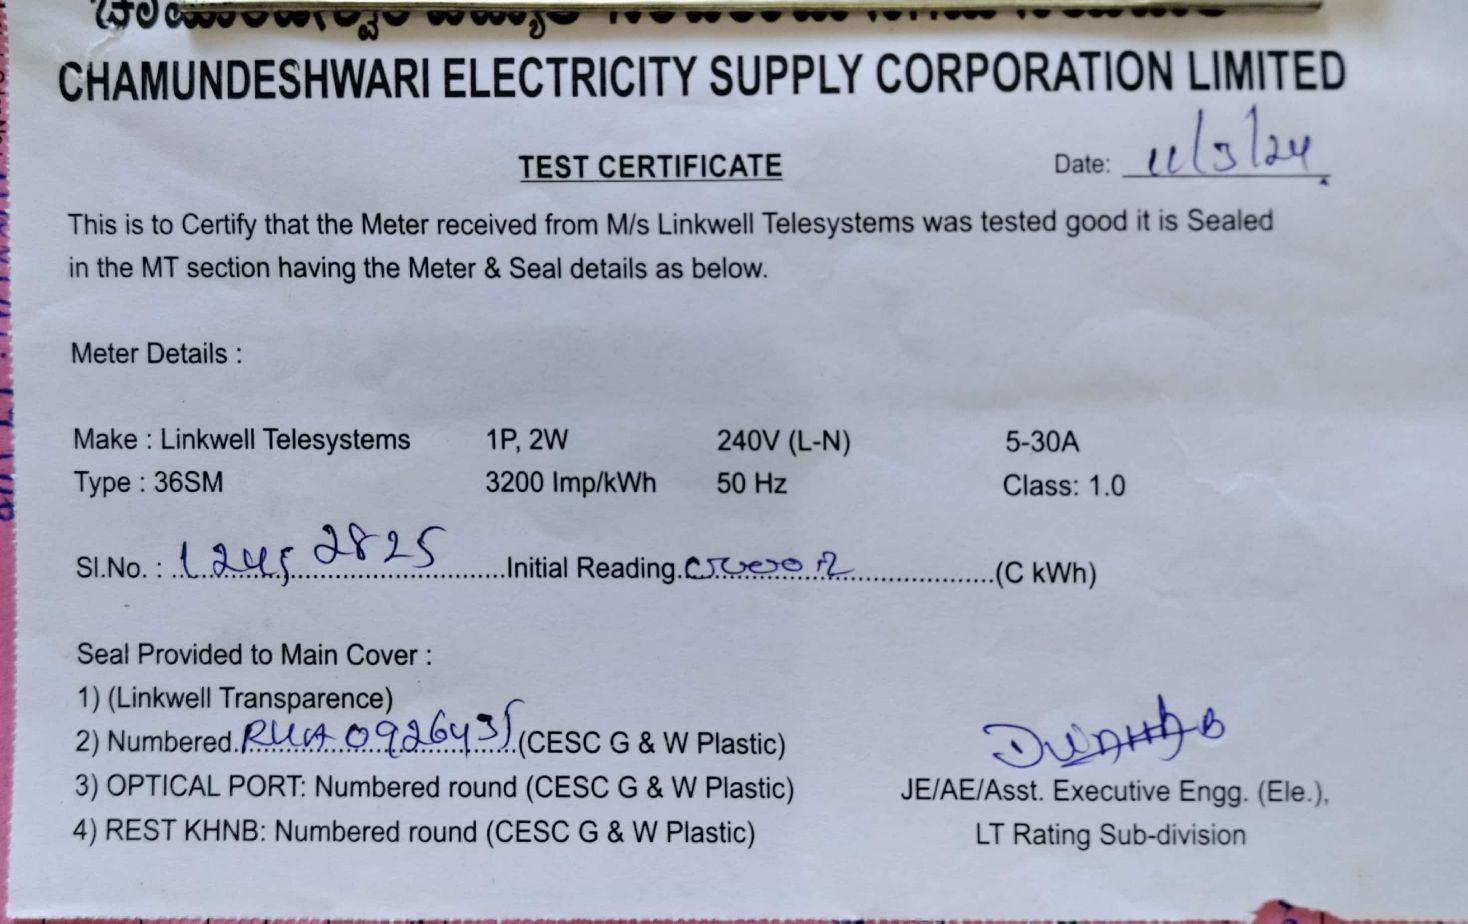 CHAMUNDESHWARI ELECTRICITY SUPPLY CORPORATION LIMITED
TEST CERTIFICATE
Date: 11/3/24
This is to Certify that the Meter received from M/s Linkwell Telesystems was tested good it is Sealed
in the MT section having the Meter & Seal details as below.
Meter Details :
Make : Linkwell Telesystems 1P, 2W 240V (L-N) 5-30A
Type : 36SM 3200 Imp/kWh 50 Hz Class: 1.0
Sl.No. : 12452825 Initial Reading. (C kWh)
Seal Provided to Main Cover :
1) (Linkwell Transparence)
2) Numbered. (CESC G & W Plastic)
3) OPTICAL PORT: Numbered round (CESC G & W Plastic)
4) REST KHNB: Numbered round (CESC G & W Plastic)
JE/AE/Asst. Executive Engg. (Ele.),
LT Rating Sub-division